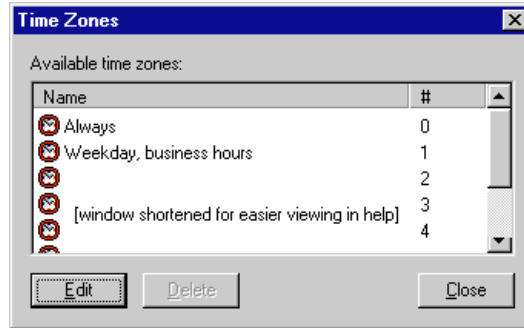 Time Zones
Available time zones:
Name #
Always 0
Weekday, business hours 1
2
[window shortened for easier viewing in help] 3
4
Edit Delete Close